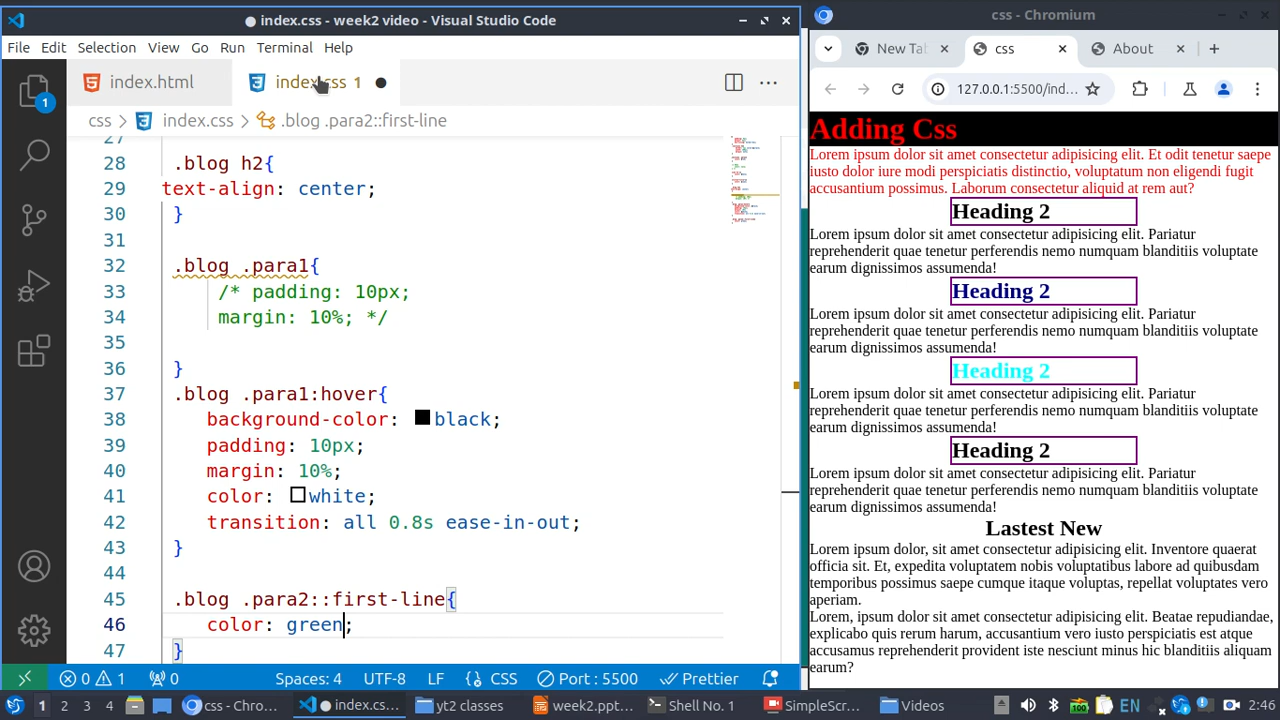 index.css - week2 video - Visual Studio Code
File Edit Selection View Go Run Terminal Help
index.html index.css 1
css > index.css > .blog .para2::first-line
27
28 .blog h2{
29 text-align: center;
30 }
31
32 .blog .para1{
33 /* padding: 10px;
34 margin: 10%; */
35
36 }
37 .blog .para1:hover{
38 background-color: black;
39 padding: 10px;
40 margin: 10%;
41 color: white;
42 transition: all 0.8s ease-in-out;
43 }
44
45 .blog .para2::first-line{
46 color: green;
47 }
1
0 1 0 Spaces: 4 UTF-8 LF {} CSS Port : 5500 Prettier
css - Chromium
New Tab css About
127.0.0.1:5500/ind...
Adding Css
Lorem ipsum dolor sit amet consectetur adipisicing elit. Et odit tenetur saepe
iusto dolor iure modi perspiciatis distinctio, voluptatum non eligendi fugit
accusantium possimus. Laborum consectetur aliquid at rem aut?
Heading 2
Lorem ipsum dolor sit amet consectetur adipisicing elit. Pariatur
reprehenderit quae tenetur perferendis nemo numquam blanditiis voluptate
earum dignissimos assumenda!
Heading 2
Lorem ipsum dolor sit amet consectetur adipisicing elit. Pariatur
reprehenderit quae tenetur perferendis nemo numquam blanditiis voluptate
earum dignissimos assumenda!
Heading 2
Lorem ipsum dolor sit amet consectetur adipisicing elit. Pariatur
reprehenderit quae tenetur perferendis nemo numquam blanditiis voluptate
earum dignissimos assumenda!
Heading 2
Lorem ipsum dolor sit amet consectetur adipisicing elit. Pariatur
reprehenderit quae tenetur perferendis nemo numquam blanditiis voluptate
earum dignissimos assumenda!
Lastest New
Lorem ipsum dolor, sit amet consectetur adipisicing elit. Inventore quaerat
officia sit. Et, expedita voluptatem nobis voluptatibus labore ad quibusdam
temporibus possimus saepe cumque itaque voluptas, repellat voluptates vero
aperiam.
Lorem, ipsum dolor sit amet consectetur adipisicing elit. Beatae repudiandae,
explicabo quis rerum harum, accusantium vero iusto perspiciatis est atque
accusamus reprehenderit provident iste nesciunt minus hic blanditiis aliquam
earum?
1 2 3 4 css - Chro... index.cs... yt2 classes week2.ppt... Shell No. 1 SimpleScr... Videos 100 EN 2:46